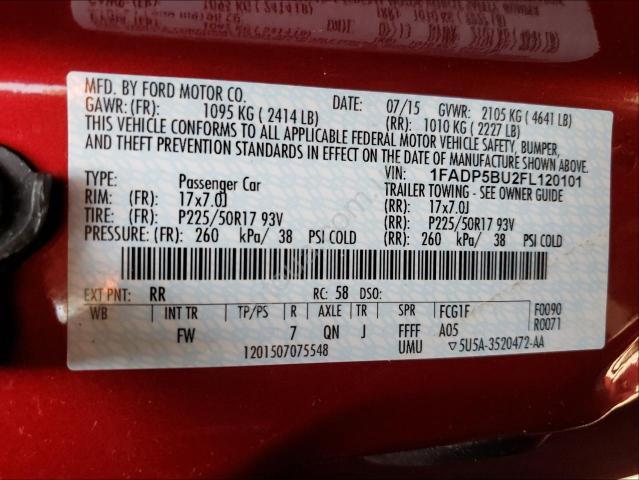 MFD. BY FORD MOTOR CO. DATE: 07/15 GVWR: 2105 KG ( 4641 LB)
GAWR: (FR): 1095 KG ( 2414 LB) (RR): 1010 KG ( 2227 LB)
THIS VEHICLE CONFORMS TO ALL APPLICABLE FEDERAL MOTOR VEHICLE SAFETY, BUMPER,
AND THEFT PREVENTION STANDARDS IN EFFECT ON THE DATE OF MANUFACTURE SHOWN ABOVE.
VIN: 1FADP5BU2FL120101
TYPE: Passenger Car TRAILER TOWING - SEE OWNER GUIDE
RIM: (FR): 17x7.0J (RR): 17x7.0J
TIRE: (FR): P225/50R17 93V (RR): P225/50R17 93V
PRESSURE: (FR): 260 kPa/ 38 PSI COLD (RR): 260 kPa/ 38 PSI COLD
EXT PNT: RR RC: 58 DSO:
WB INT TR TP/PS R AXLE TR SPR FCG1F F0090
FW 7 QN J FFFF A05 R0071
1201507075548 UMU ▽5U5A-3520472-AA